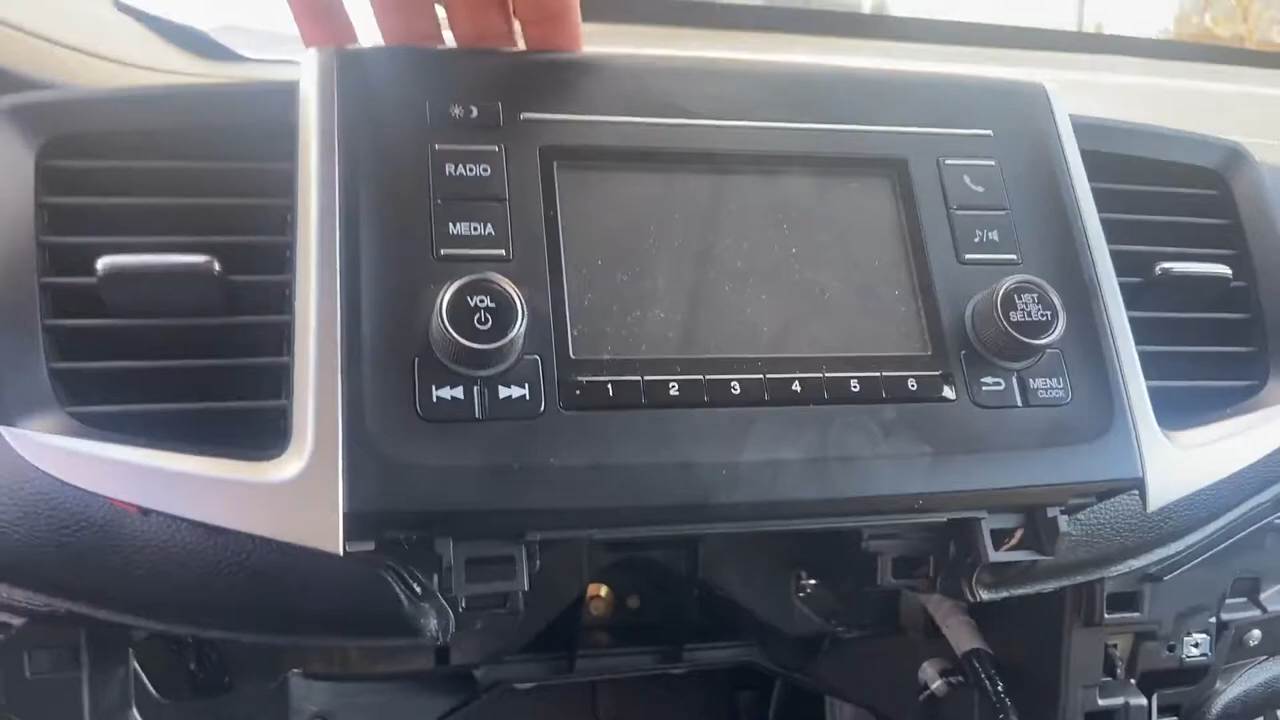 RADIO
MEDIA
VOL
LIST
PUSH
SELECT
1 2 3 4 5 6
MENU
CLOCK